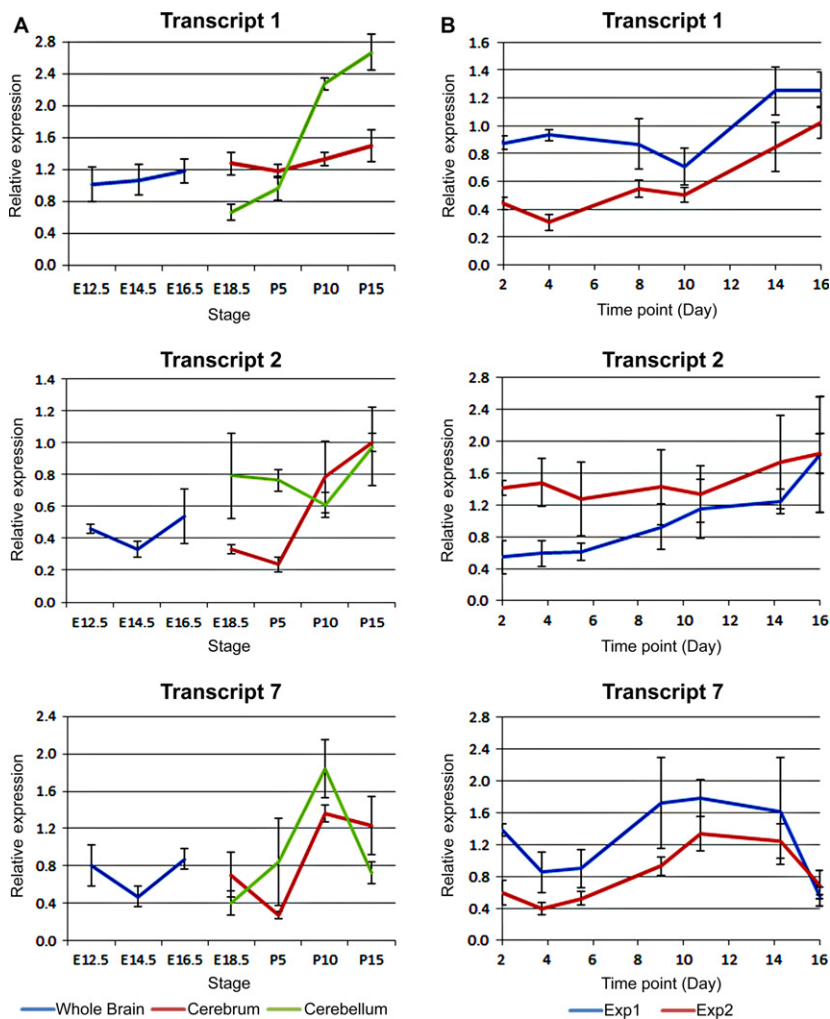 A
Transcript 1
Relative expression
2.8
2.4
2.0
1.6
1.2
0.8
0.4
0.0
E12.5 E14.5 E16.5 E18.5 P5 P10 P15
Stage
B
Transcript 1
Relative expression
1.6
1.4
1.2
1.0
0.8
0.6
0.4
0.2
0.0
2 4 6 8 10 12 14 16
Time point (Day)
Transcript 2
Relative expression
1.4
1.2
1.0
0.8
0.6
0.4
0.2
0.0
E12.5 E14.5 E16.5 E18.5 P5 P10 P15
Stage
Transcript 2
Relative expression
2.8
2.4
2.0
1.6
1.2
0.8
0.4
0.0
2 4 6 8 10 12 14 16
Time point (Day)
Transcript 7
Relative expression
2.4
2.0
1.6
1.2
0.8
0.4
0.0
E12.5 E14.5 E16.5 E18.5 P5 P10 P15
Stage
Whole Brain Cerebrum Cerebellum
Transcript 7
Relative expression
2.8
2.4
2.0
1.6
1.2
0.8
0.4
0.0
2 4 6 8 10 12 14 16
Time point (Day)
Exp1 Exp2